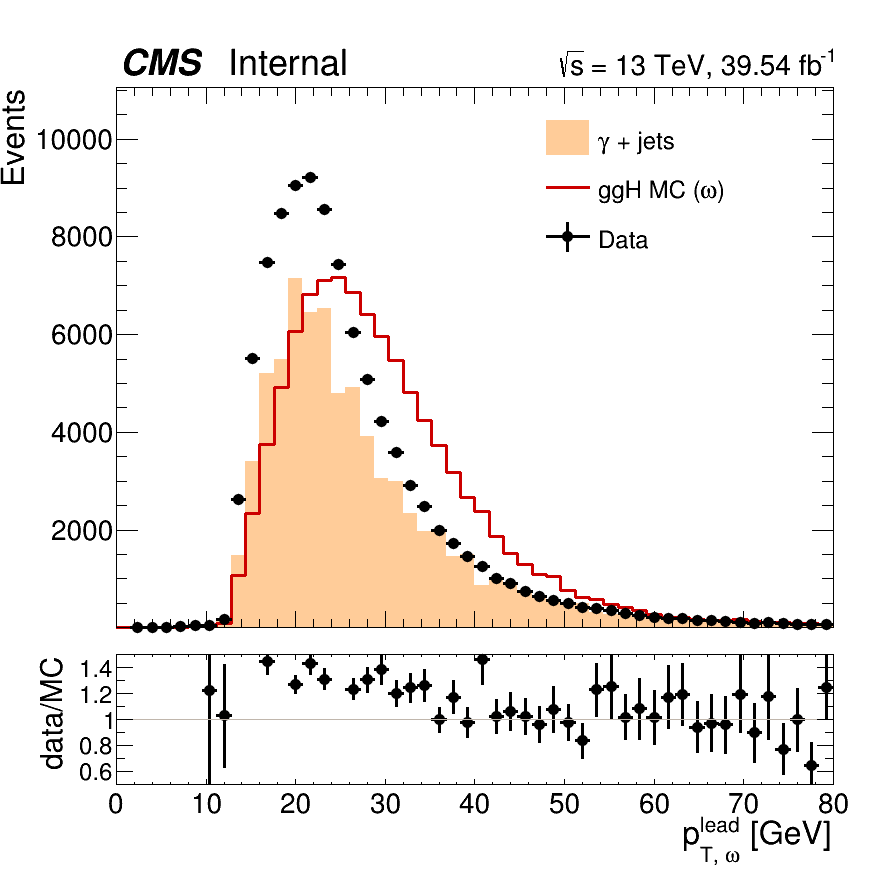 CMS Internal
√s = 13 TeV, 39.54 fb⁻¹
Events
10000
8000
6000
4000
2000
γ + jets
ggH MC (ω)
Data
data/MC
1.4
1.2
1
0.8
0.6
0 10 20 30 40 50 60 70 80
p_{T, ω}^{lead} [GeV]